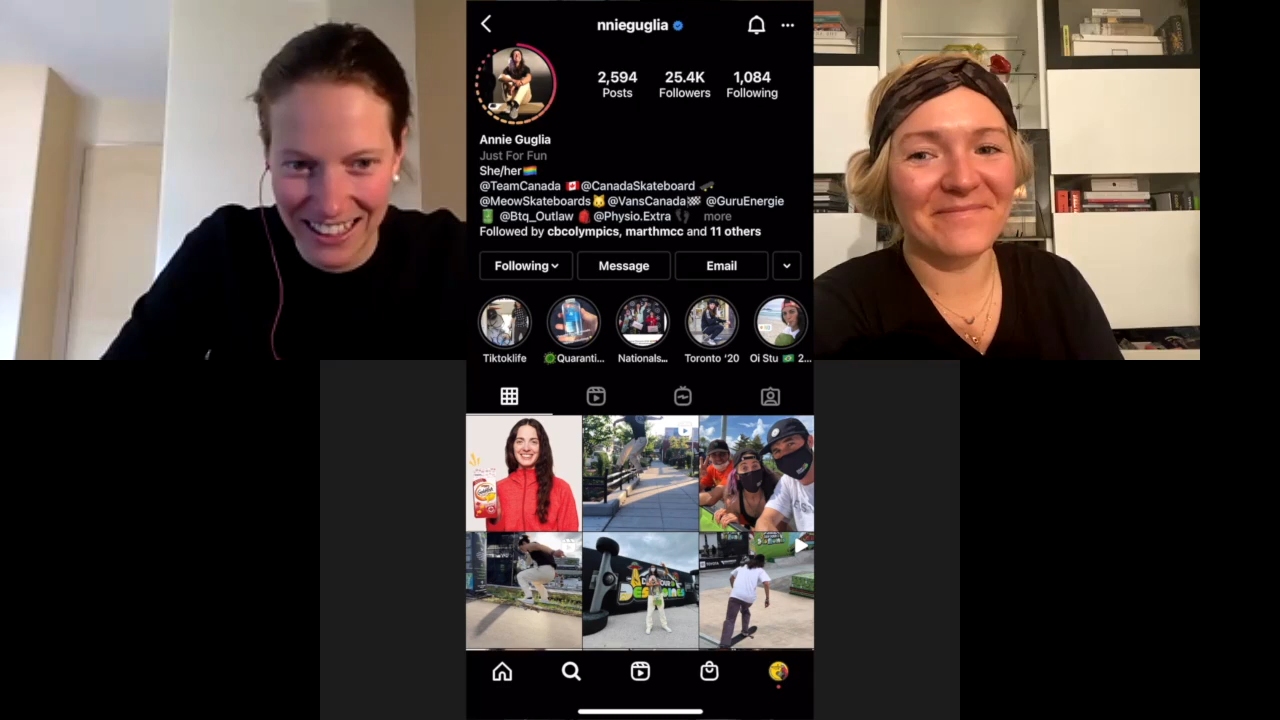 nnieguglia
2,594 25.4K 1,084
Posts Followers Following
Annie Guglia
Just For Fun
She/her🏳️‍🌈
@TeamCanada 🇨🇦@CanadaSkateboard 🛹
@MeowSkateboards🐱@VansCanada🏁 @GuruEnergie
🔋 @Btq_Outlaw 🎒@Physio.Extra 👣 more
Followed by cbcolympics, marthmcc and 11 others
Following Message Email
Tiktoklife 🦠Quaranti... Nationals... Toronto '20 Oi Stu 🇧🇷 2...